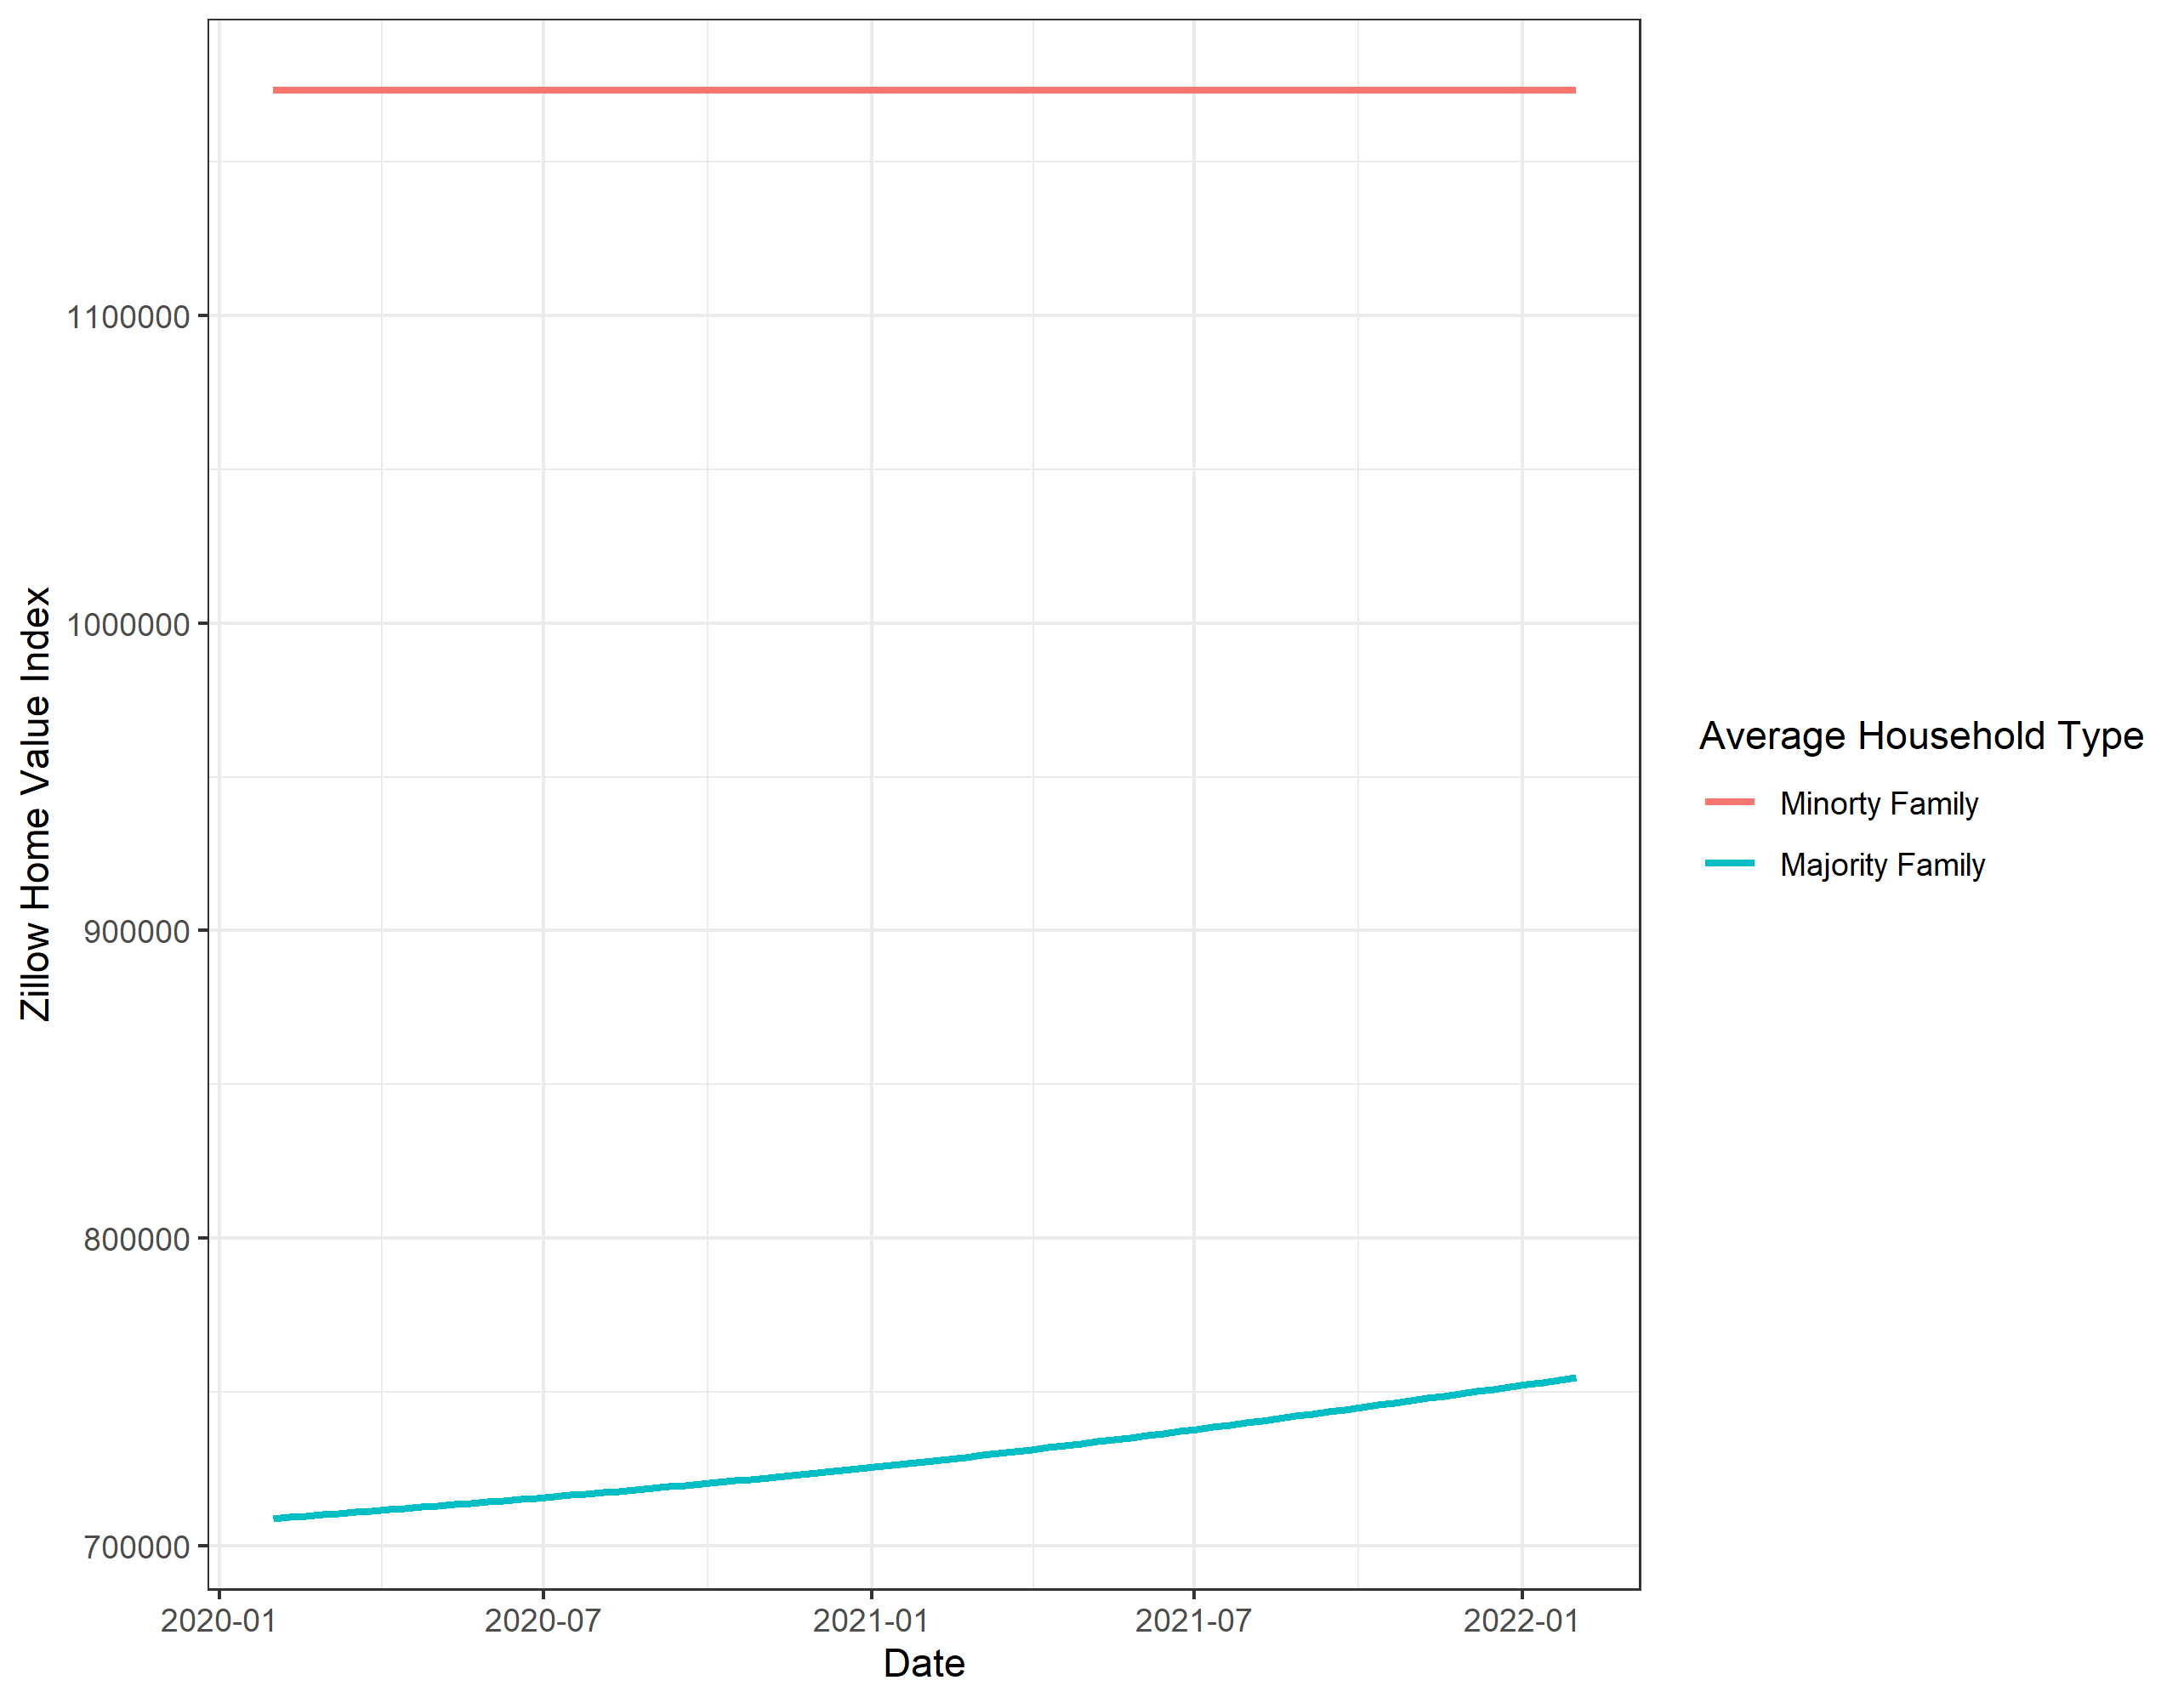 Zillow Home Value Index
1100000
1000000
900000
800000
700000
2020-01
2020-07
2021-01
2021-07
2022-01
Date
Average Household Type
Minorty Family
Majority Family